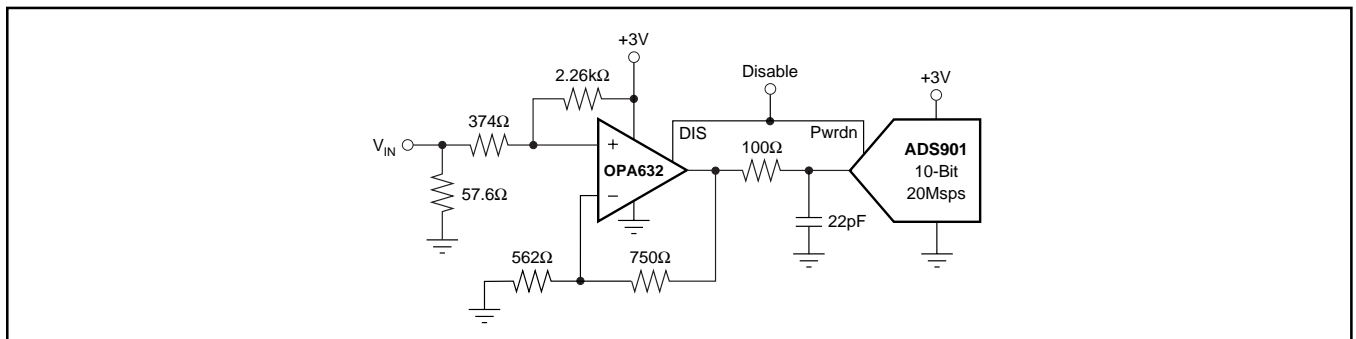 +3V
2.26kΩ
Disable
+3V
374Ω
DIS
Pwrdn
V_IN
+
OPA632
−
100Ω
ADS901
10-Bit
20Msps
57.6Ω
22pF
562Ω
750Ω